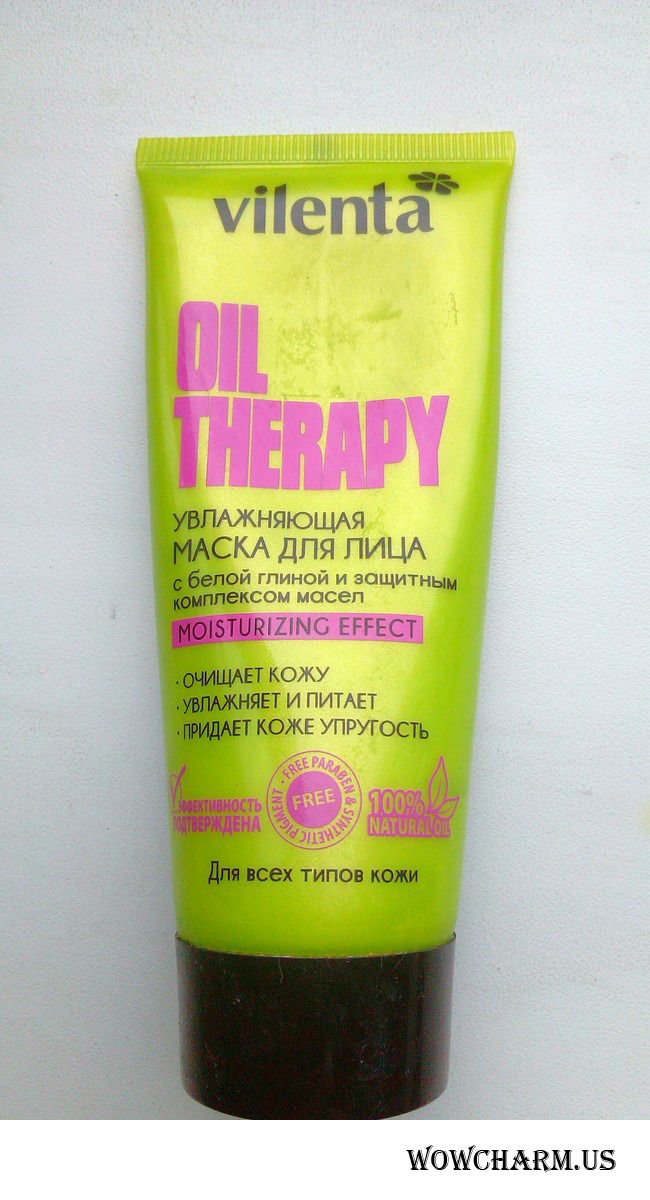 vilenta
OIL
THERAPY
УВЛАЖНЯЮЩАЯ
МАСКА ДЛЯ ЛИЦА
с белой глиной и защитным
комплексом масел
MOISTURIZING EFFECT
· ОЧИЩАЕТ КОЖУ
· УВЛАЖНЯЕТ И ПИТАЕТ
· ПРИДАЕТ КОЖЕ УПРУГОСТЬ
ЭФФЕКТИВНОСТЬ
ПОДТВЕРЖДЕНА
· FREE PARABEN & SYNTHETIC PIGMENT
FREE
100%
NATURAL OIL
Для всех типов кожи
WOWCHARM.US